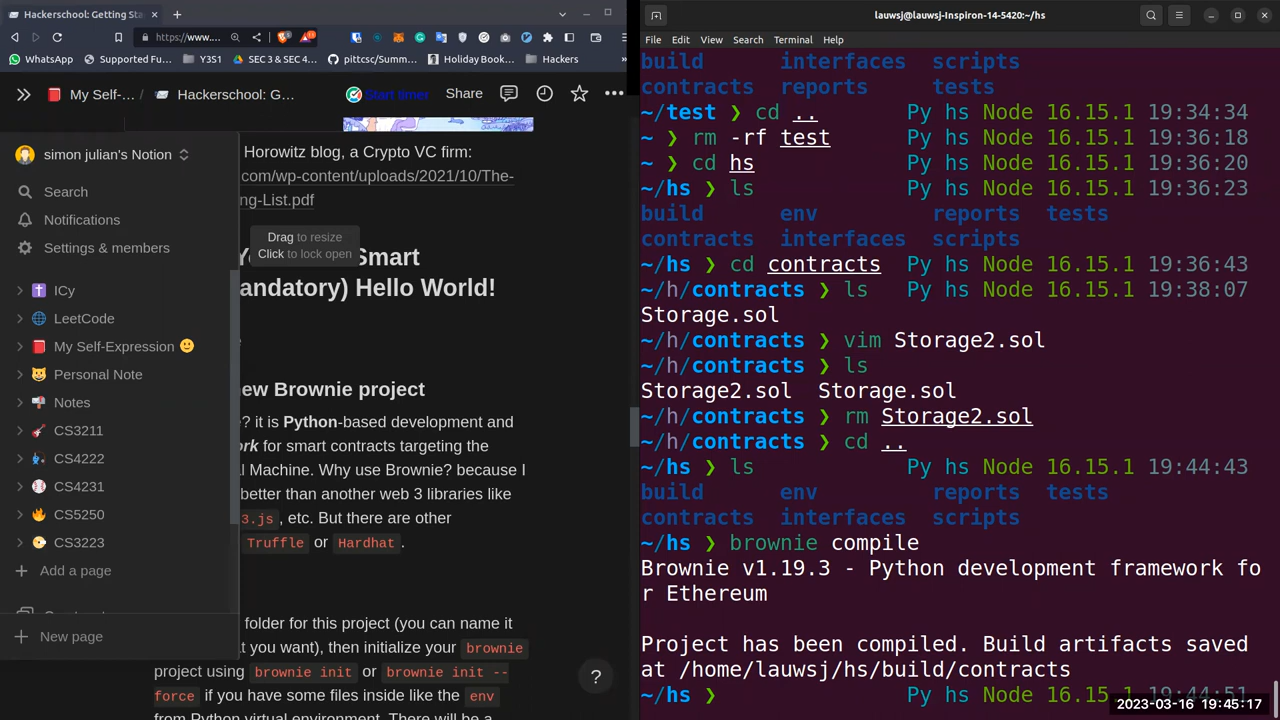 Hackerschool: Getting Sta
https://www....
WhatsApp
Supported Fu...
Y3S1
SEC 3 & SEC 4...
pittcsc/Summ...
Holiday Book...
Hackers
My Self-... / Hackerschool: G...
Start timer
Share
simon julian's Notion
Search
Notifications
Settings & members
ICy
LeetCode
My Self-Expression
Personal Note
Notes
CS3211
CS4222
CS4231
CS5250
CS3223
Add a page
New page
Horowitz blog, a Crypto VC firm:
com/wp-content/uploads/2021/10/The-
ng-List.pdf
Drag to resize
Click to lock open
Smart
andatory) Hello World!
ew Brownie project
? it is Python-based development and
rk for smart contracts targeting the
al Machine. Why use Brownie? because I
better than another web 3 libraries like
3.js, etc. But there are other
Truffle or Hardhat.
folder for this project (you can name it
t you want), then initialize your brownie
project using brownie init or brownie init --
force if you have some files inside like the env
from Python virtual environment. There will be a
?
lauwsj@lauwsj-Inspiron-14-5420:~/hs
File Edit View Search Terminal Help
build interfaces scripts
contracts reports tests
~/test ❯ cd .. Py hs Node 16.15.1 19:34:34
~ ❯ rm -rf test Py hs Node 16.15.1 19:36:18
~ ❯ cd hs Py hs Node 16.15.1 19:36:20
~/hs ❯ ls Py hs Node 16.15.1 19:36:23
build env reports tests
contracts interfaces scripts
~/hs ❯ cd contracts Py hs Node 16.15.1 19:36:43
~/h/contracts ❯ ls Py hs Node 16.15.1 19:38:07
Storage.sol
~/h/contracts ❯ vim Storage2.sol
~/h/contracts ❯ ls
Storage2.sol Storage.sol
~/h/contracts ❯ rm Storage2.sol
~/h/contracts ❯ cd ..
~/hs ❯ ls Py hs Node 16.15.1 19:44:43
build env reports tests
contracts interfaces scripts
~/hs ❯ brownie compile
Brownie v1.19.3 - Python development framework fo
r Ethereum
Project has been compiled. Build artifacts saved
at /home/lauwsj/hs/build/contracts
~/hs ❯ Py hs Node 16.15.1 19:44:51
2023-03-16 19:45:17